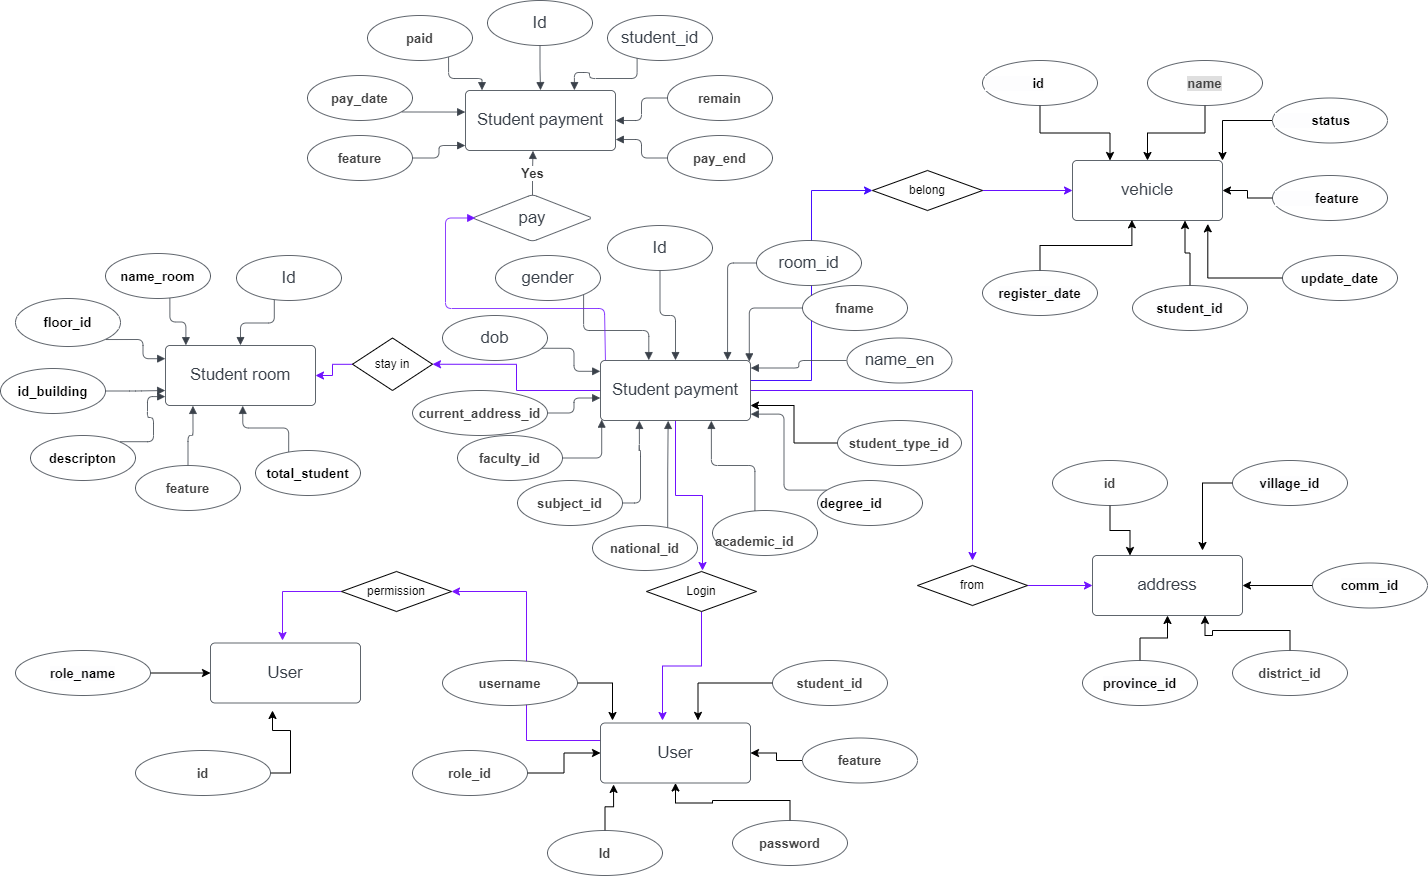 Id
paid
student_id
id
name
pay_date
remain
Student payment
status
feature
pay_end
Yes
belong
vehicle
feature
pay
Id
room_id
name_room
Id
gender
update_date
register_date
student_id
fname
floor_id
dob
name_en
stay in
Student room
Student payment
id_building
current_address_id
student_type_id
descripton
faculty_id
total_student
feature
subject_id
degree_id
id
village_id
national_id
academic_id
permission
Login
from
address
comm_id
role_name
User
username
student_id
province_id
district_id
User
id
role_id
feature
Id
password